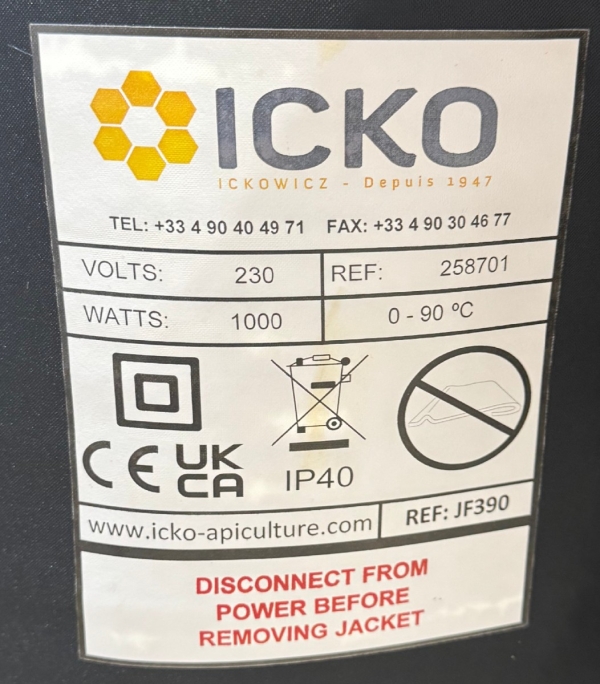 ICKO
ICKOWICZ - Depuis 1947
TEL: +33 4 90 40 49 71 FAX: +33 4 90 30 46 77
VOLTS: 230 REF: 258701
WATTS: 1000 0 - 90 ºC
CE UK
CA
IP40
www.icko-apiculture.com REF: JF390
DISCONNECT FROM
POWER BEFORE
REMOVING JACKET